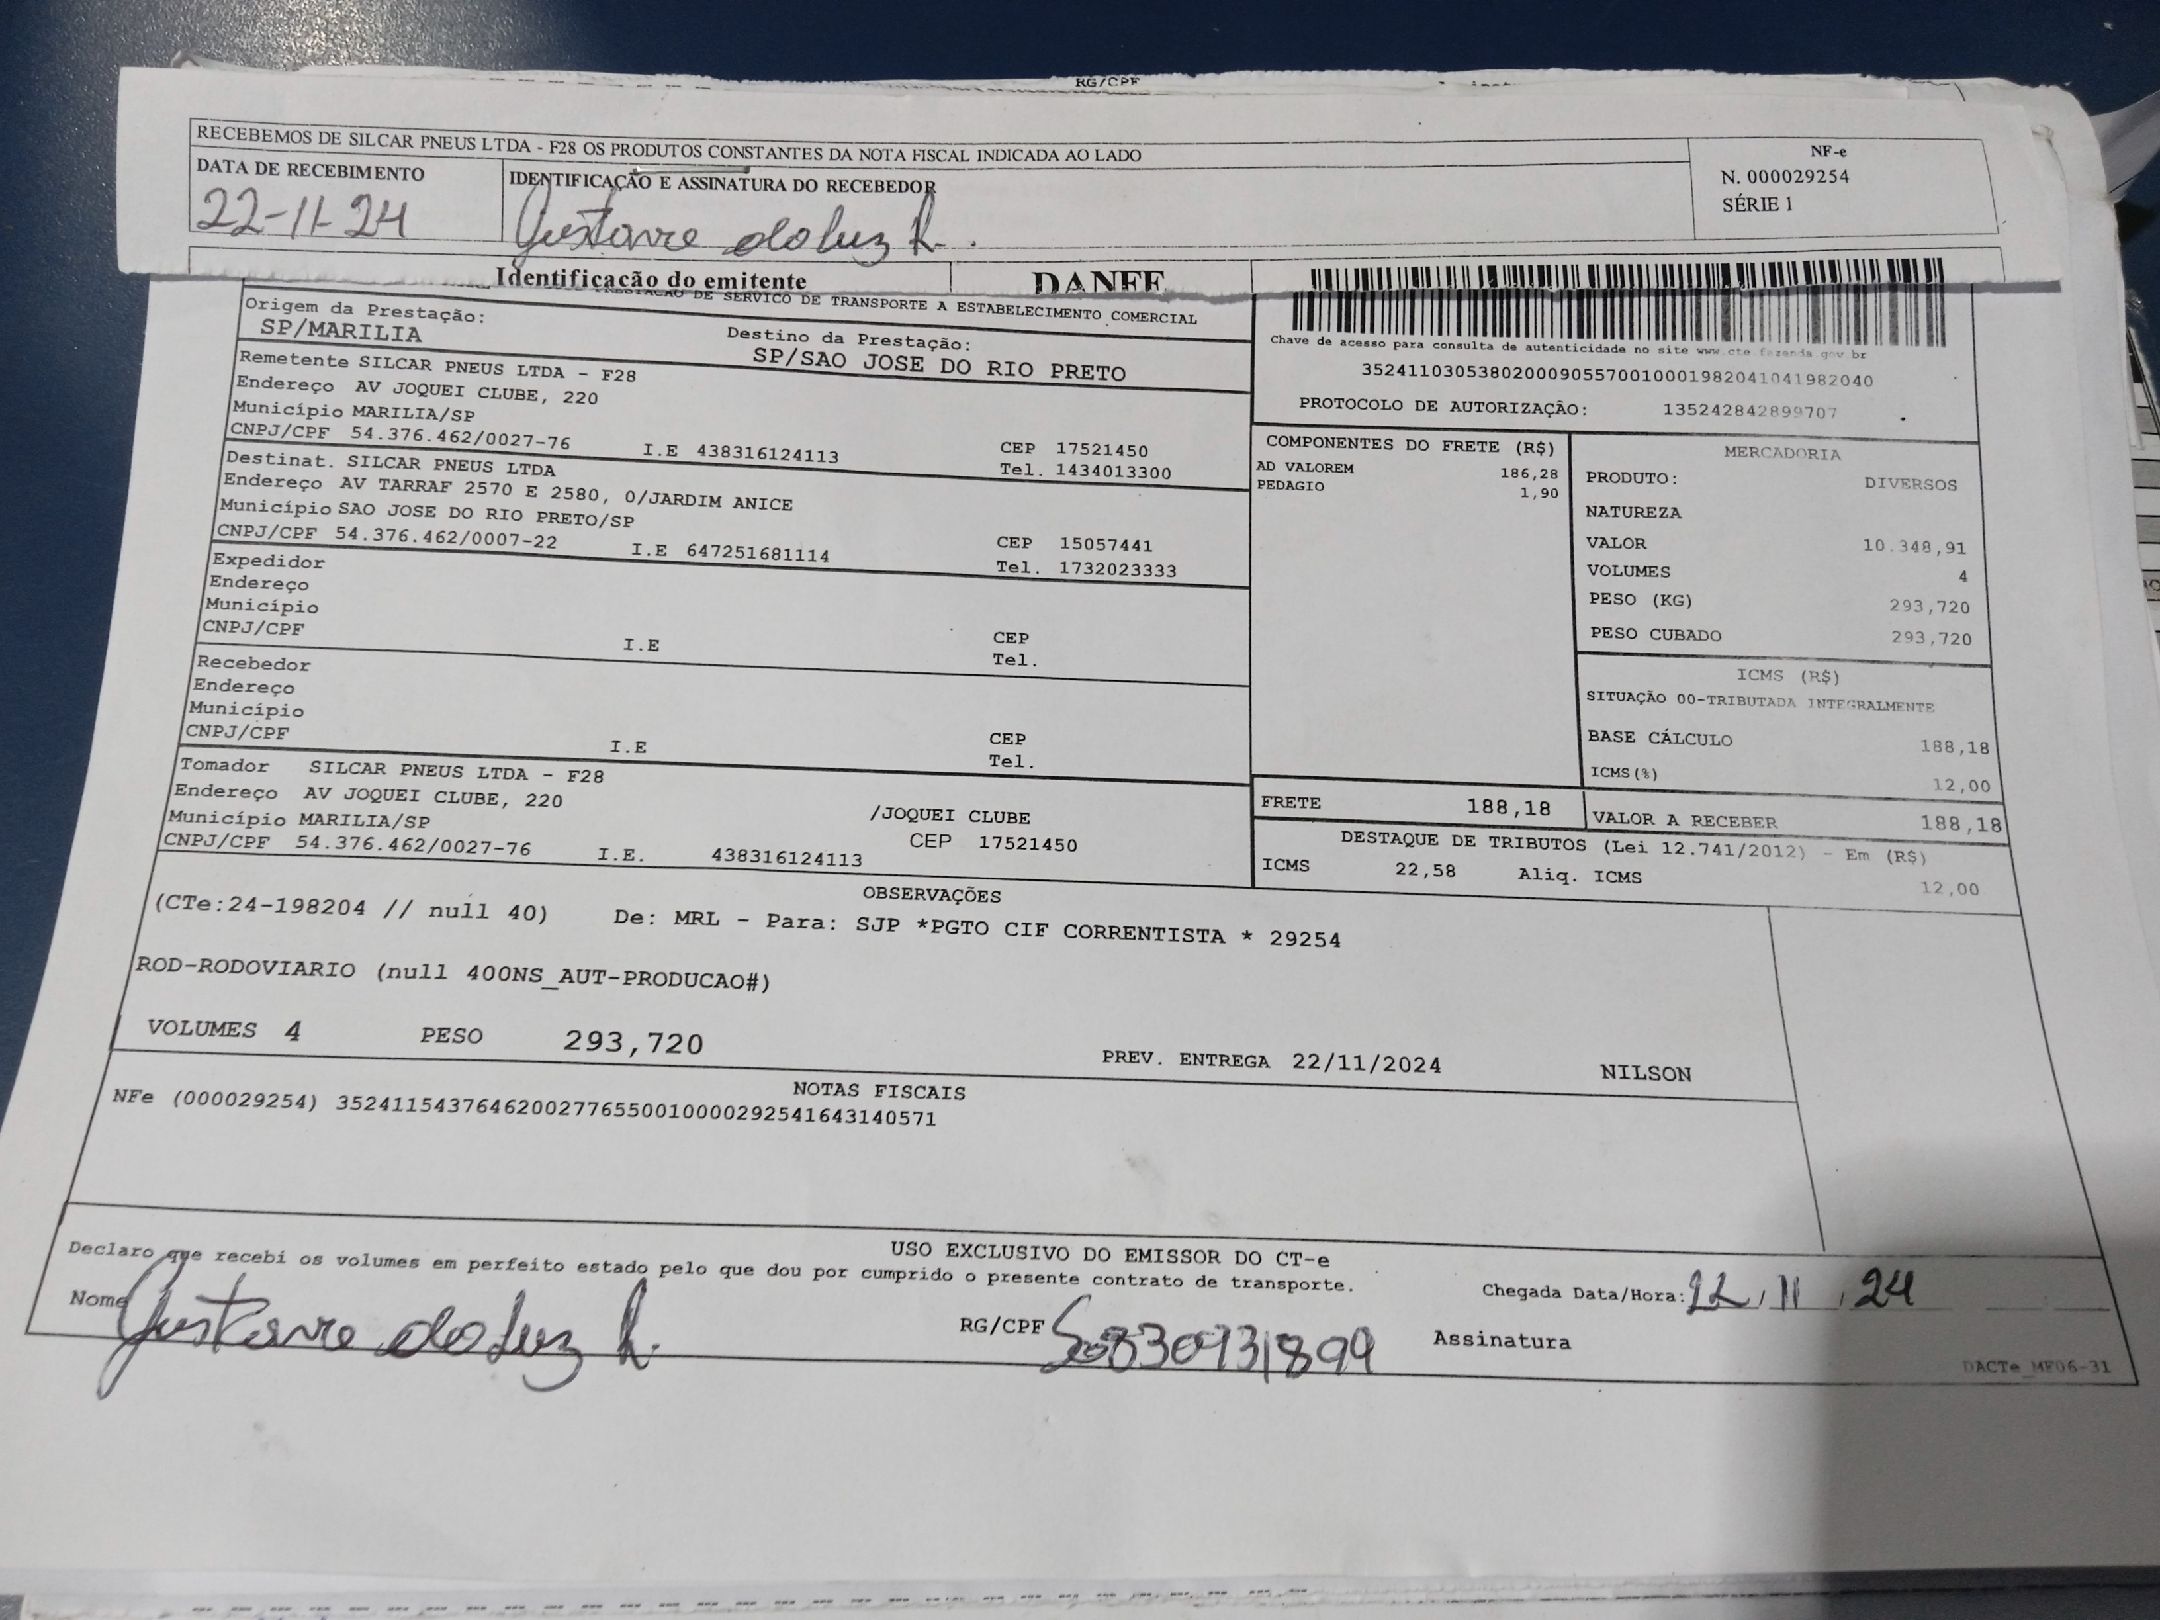 RG/CPF
RECEBEMOS DE SILCAR PNEUS LTDA - F28 OS PRODUTOS CONSTANTES DA NOTA FISCAL INDICADA AO LADO
DATA DE RECEBIMENTO
22-11-24
IDENTIFICAÇÃO E ASSINATURA DO RECEBEDOR
Gustavo da Luz R.
NF-e
N. 000029254
SÉRIE 1
Identificação do emitente
DANFE
PRESTACAO DE SERVICO DE TRANSPORTE A ESTABELECIMENTO COMERCIAL
Origem da Prestação:
SP/MARILIA
Destino da Prestação:
SP/SAO JOSE DO RIO PRETO
Remetente SILCAR PNEUS LTDA - F28
Endereço AV JOQUEI CLUBE, 220
Município MARILIA/SP
CNPJ/CPF 54.376.462/0027-76 I.E 438316124113
CEP 17521450
Tel. 1434013300
Destinat. SILCAR PNEUS LTDA
Endereço AV TARRAF 2570 E 2580, 0/JARDIM ANICE
Município SAO JOSE DO RIO PRETO/SP
CNPJ/CPF 54.376.462/0007-22 I.E 647251681114
CEP 15057441
Tel. 1732023333
Expedidor
Endereço
Município
CNPJ/CPF I.E
CEP
Tel.
Recebedor
Endereço
Município
CNPJ/CPF I.E
CEP
Tel.
Tomador SILCAR PNEUS LTDA - F28
Endereço AV JOQUEI CLUBE, 220 /JOQUEI CLUBE
Município MARILIA/SP CEP 17521450
CNPJ/CPF 54.376.462/0027-76 I.E. 438316124113
Chave de acesso para consulta de autenticidade no site www.cte.fazenda.gov.br
35241103053802000905570010001982041041982040
PROTOCOLO DE AUTORIZAÇÃO: 135242842899707
COMPONENTES DO FRETE (R$)
AD VALOREM 186,28
PEDAGIO 1,90
MERCADORIA
PRODUTO: DIVERSOS
NATUREZA
VALOR 10.348,91
VOLUMES 4
PESO (KG) 293,720
PESO CUBADO 293,720
ICMS (R$)
SITUAÇÃO 00-TRIBUTADA INTEGRALMENTE
BASE CÁLCULO 188,18
ICMS(%) 12,00
FRETE 188,18
VALOR A RECEBER 188,18
DESTAQUE DE TRIBUTOS (Lei 12.741/2012) - Em (R$)
ICMS 22,58 Aliq. ICMS 12,00
OBSERVAÇÕES
(CTe:24-198204 // null 40) De: MRL - Para: SJP *PGTO CIF CORRENTISTA * 29254
ROD-RODOVIARIO (null 400NS_AUT-PRODUCAO#)
VOLUMES 4 PESO 293,720 PREV. ENTREGA 22/11/2024 NILSON
NOTAS FISCAIS
NFe (000029254) 35241154376462002776550010000292541643140571
USO EXCLUSIVO DO EMISSOR DO CT-e
Declaro que recebi os volumes em perfeito estado pelo que dou por cumprido o presente contrato de transporte.
Nome Gustavo da Luz R.
RG/CPF 50830931899
Chegada Data/Hora: 22/11/24
Assinatura
DACTe_MF06-31